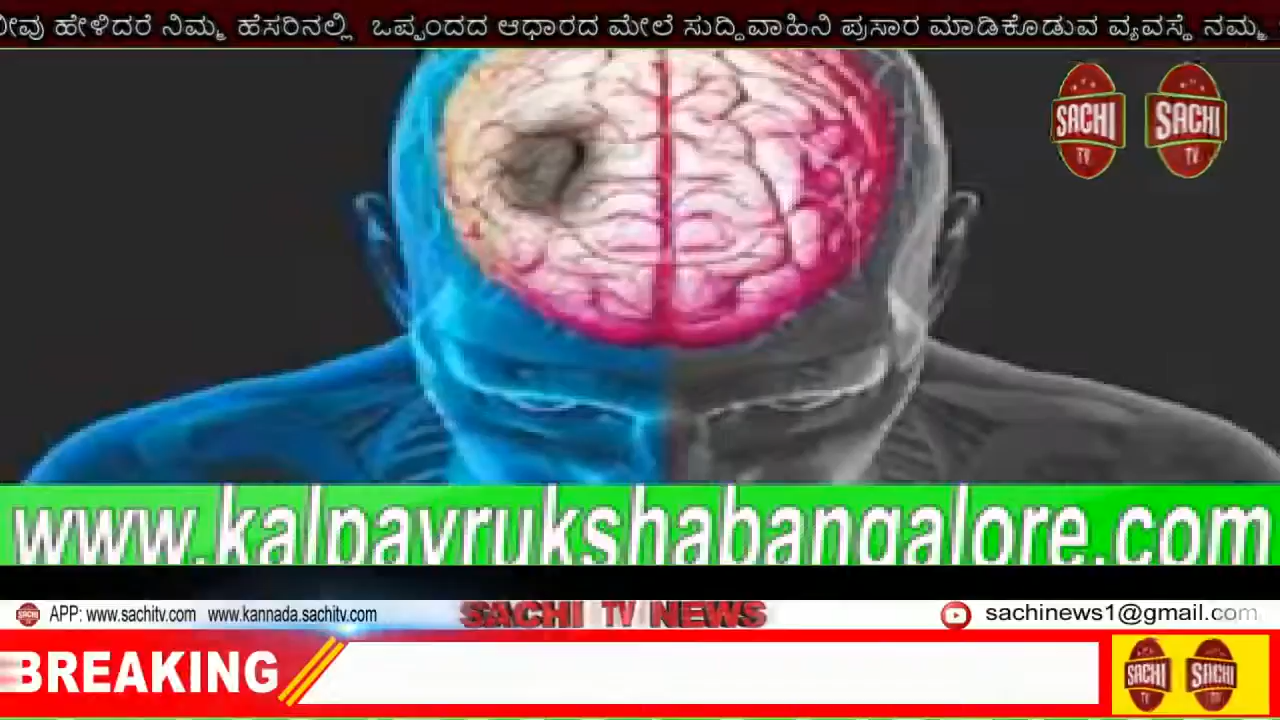 ನೀವು ಹೇಳಿದರೆ ನಿಮ್ಮ ಹೆಸರಿನಲ್ಲಿ ಒಪ್ಪಂದದ ಆಧಾರದ ಮೇಲೆ ಸುದ್ದಿವಾಹಿನಿ ಪ್ರಸಾರ ಮಾಡಿಕೊಡುವ ವ್ಯವಸ್ಥೆ ನಮ್ಮ
SACHI TV SACHI TV
www.kalpavrukshabangalore.com
SACHI APP: www.sachitv.com www.kannada.sachitv.com SACHI TV NEWS sachinews1@gmail.com
BREAKING
SACHI TV SACHI TV